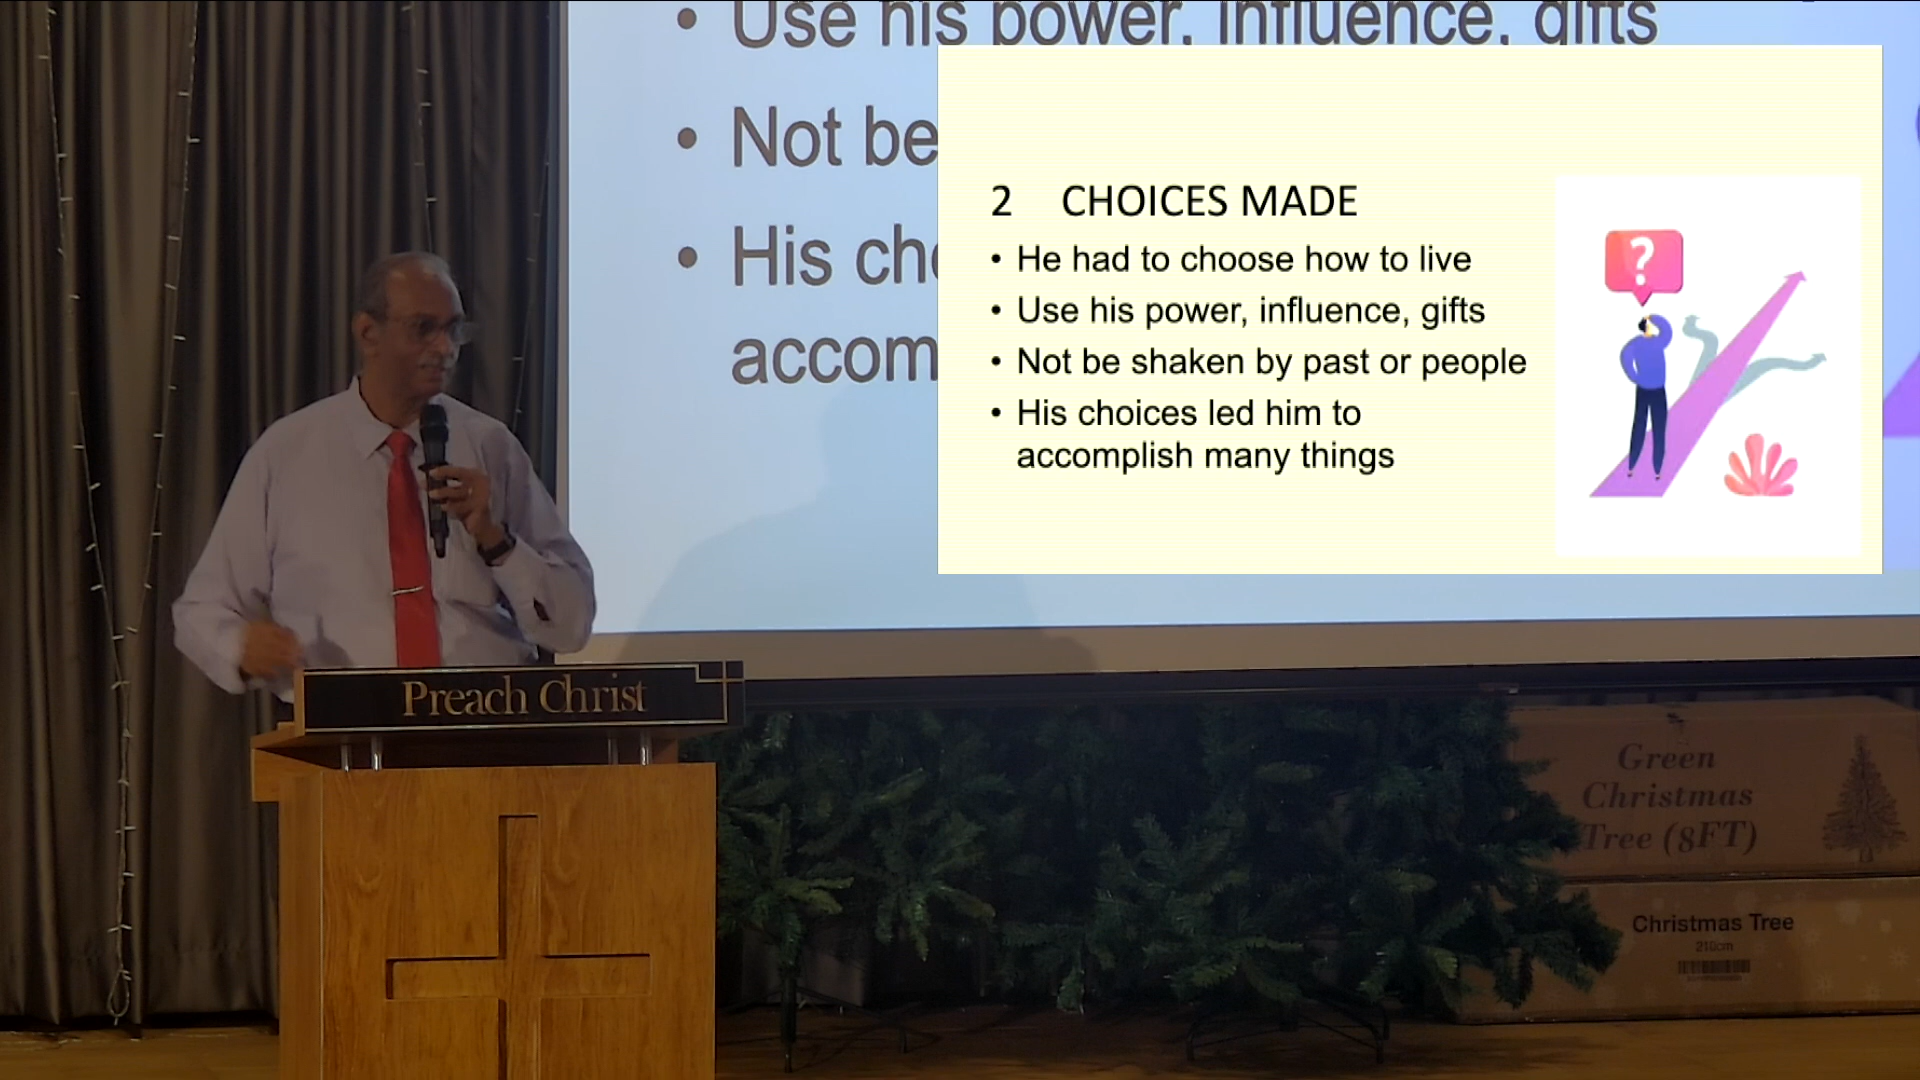 Use his power, influence, gifts
Not be
His cho
accom
2 CHOICES MADE
• He had to choose how to live
• Use his power, influence, gifts
• Not be shaken by past or people
• His choices led him to
accomplish many things
?
Preach Christ
Green
Christmas
Tree (8FT)
Christmas Tree
210cm